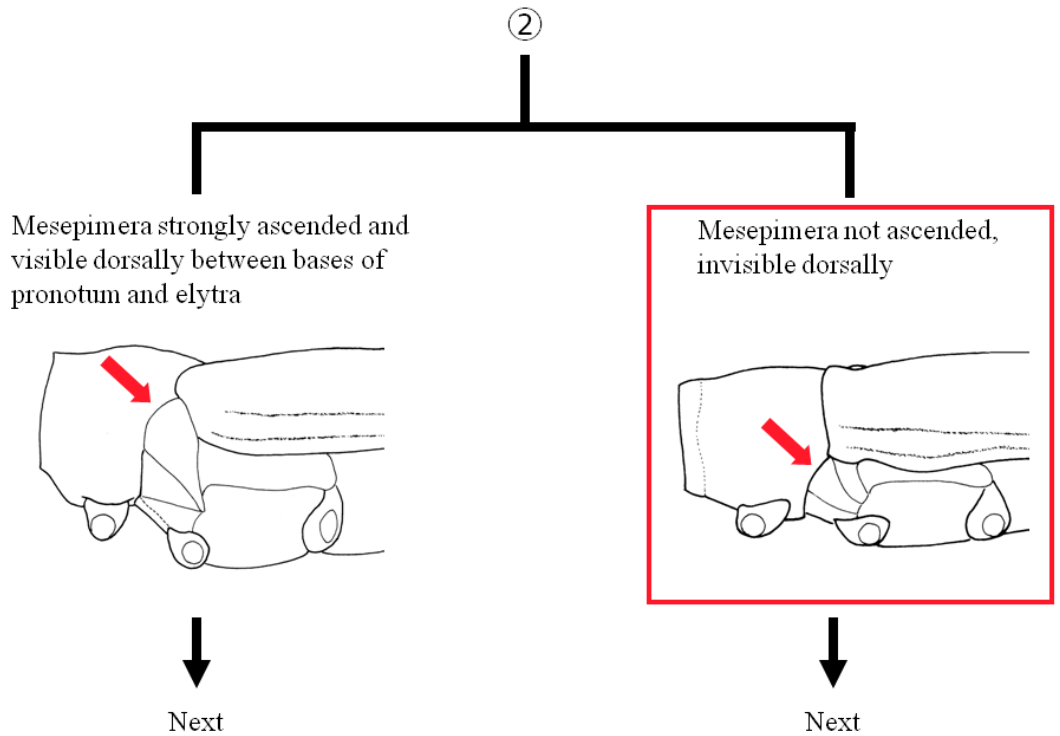 ②
Mesepimera strongly ascended and
visible dorsally between bases of
pronotum and elytra
Mesepimera not ascended,
invisible dorsally
Next
Next